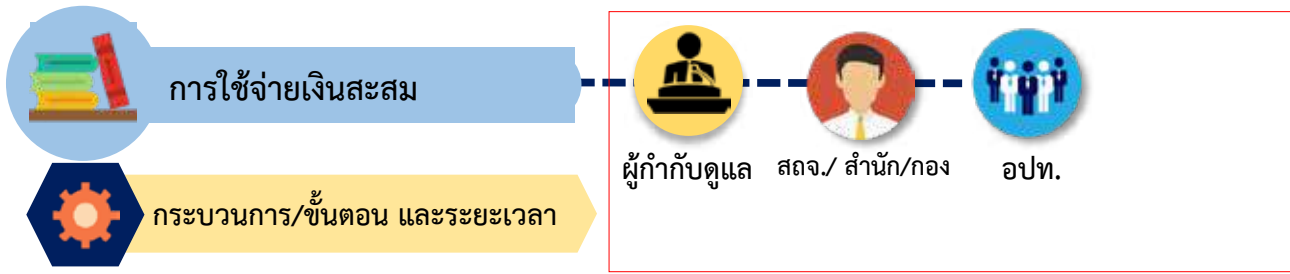 การใช้จ่ายเงินสะสม
ผู้กำกับดูแล
สถจ./ สำนัก/กอง
อปท.
กระบวนการ/ขั้นตอน และระยะเวลา